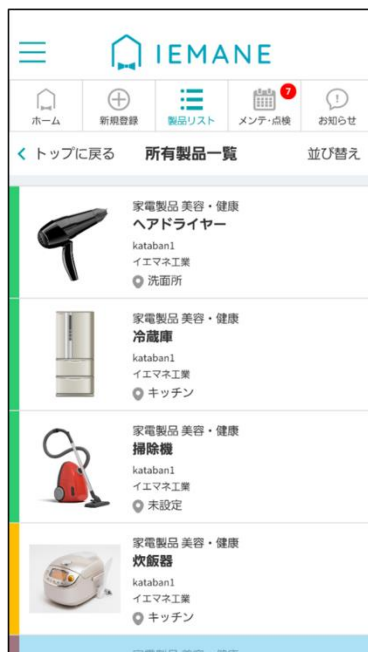 IEMANE
ホーム
新規登録
製品リスト
7
メンテ・点検
お知らせ
トップに戻る 所有製品一覧 並び替え
家電製品 美容・健康
ヘアドライヤー
kataban1
イエマネ工業
洗面所
家電製品 美容・健康
冷蔵庫
kataban1
イエマネ工業
キッチン
家電製品 美容・健康
掃除機
kataban1
イエマネ工業
未設定
家電製品 美容・健康
炊飯器
kataban1
イエマネ工業
キッチン